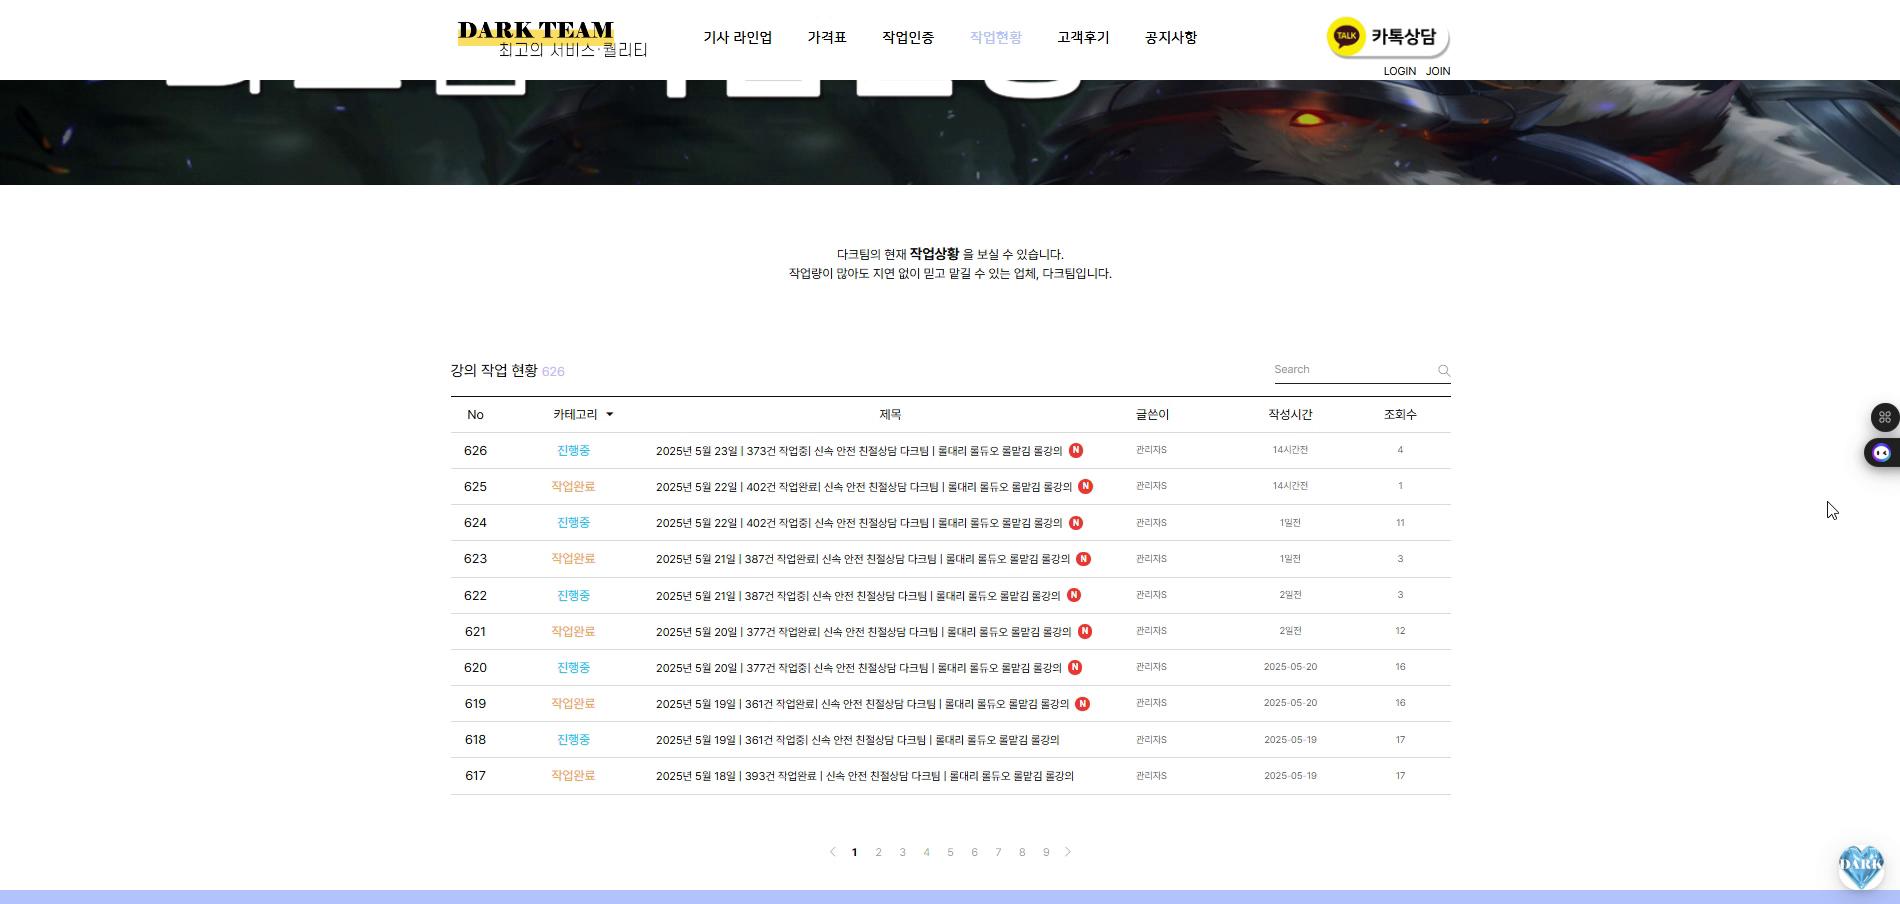 DARK TEAM
최고의 서비스·퀄리티
기사 라인업 가격표 작업인증 작업현황 고객후기 공지사항
TALK 카톡상담
LOGIN JOIN
다크팀의 현재 작업상황 을 보실 수 있습니다.
작업량이 많아도 지연 없이 믿고 맡길 수 있는 업체, 다크팀입니다.
강의 작업 현황 626
Search
No 카테고리 제목 글쓴이 작성시간 조회수
626 진행중 2025년 5월 23일 | 373건 작업중| 신속 안전 친절상담 다크팀 | 롤대리 롤듀오 롤맡김 롤강의 N 관리자S 14시간전 4
625 작업완료 2025년 5월 22일 | 402건 작업완료| 신속 안전 친절상담 다크팀 | 롤대리 롤듀오 롤맡김 롤강의 N 관리자S 14시간전 1
624 진행중 2025년 5월 22일 | 402건 작업중| 신속 안전 친절상담 다크팀 | 롤대리 롤듀오 롤맡김 롤강의 N 관리자S 1일전 11
623 작업완료 2025년 5월 21일 | 387건 작업완료| 신속 안전 친절상담 다크팀 | 롤대리 롤듀오 롤맡김 롤강의 N 관리자S 1일전 3
622 진행중 2025년 5월 21일 | 387건 작업중| 신속 안전 친절상담 다크팀 | 롤대리 롤듀오 롤맡김 롤강의 N 관리자S 2일전 3
621 작업완료 2025년 5월 20일 | 377건 작업완료| 신속 안전 친절상담 다크팀 | 롤대리 롤듀오 롤맡김 롤강의 N 관리자S 2일전 12
620 진행중 2025년 5월 20일 | 377건 작업중| 신속 안전 친절상담 다크팀 | 롤대리 롤듀오 롤맡김 롤강의 N 관리자S 2025-05-20 16
619 작업완료 2025년 5월 19일 | 361건 작업완료| 신속 안전 친절상담 다크팀 | 롤대리 롤듀오 롤맡김 롤강의 N 관리자S 2025-05-20 16
618 진행중 2025년 5월 19일 | 361건 작업중| 신속 안전 친절상담 다크팀 | 롤대리 롤듀오 롤맡김 롤강의 관리자S 2025-05-19 17
617 작업완료 2025년 5월 18일 | 393건 작업완료 | 신속 안전 친절상담 다크팀 | 롤대리 롤듀오 롤맡김 롤강의 관리자S 2025-05-19 17
1 2 3 4 5 6 7 8 9
DARK